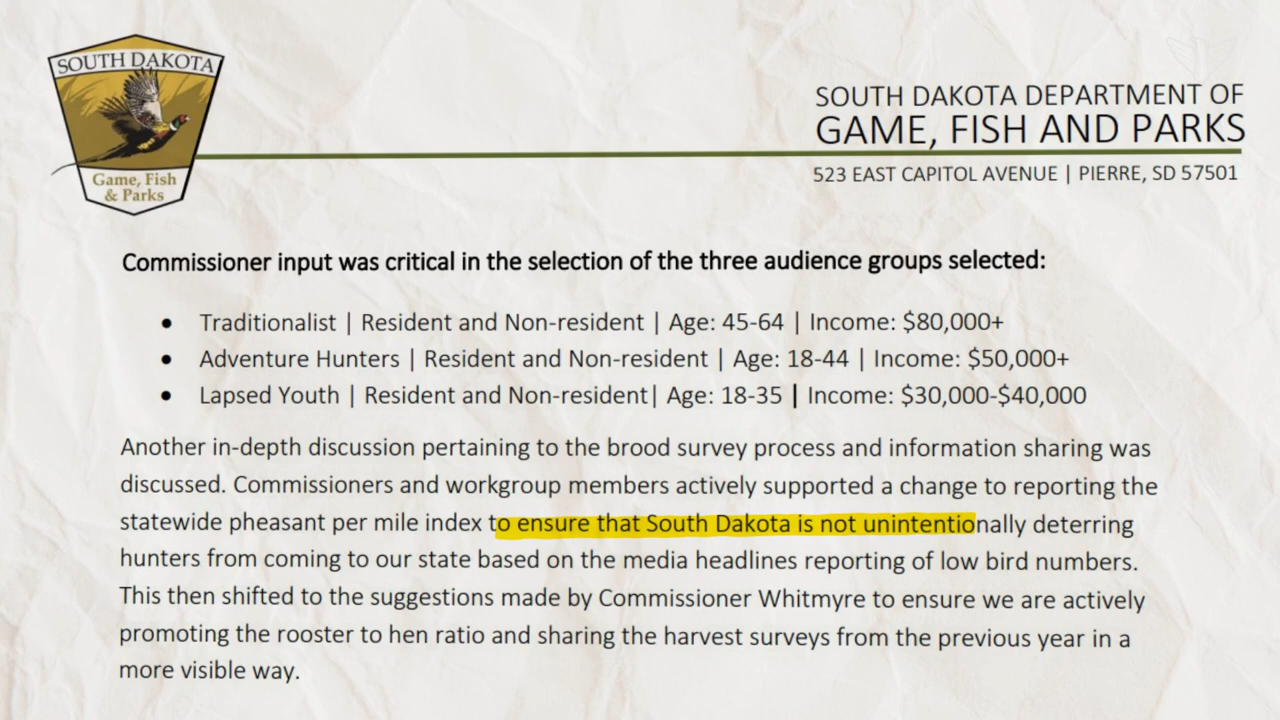 SOUTH DAKOTA
Game, Fish
& Parks
SOUTH DAKOTA DEPARTMENT OF
GAME, FISH AND PARKS
523 EAST CAPITOL AVENUE | PIERRE, SD 57501
Commissioner input was critical in the selection of the three audience groups selected:
• Traditionalist | Resident and Non-resident | Age: 45-64 | Income: $80,000+
• Adventure Hunters | Resident and Non-resident | Age: 18-44 | Income: $50,000+
• Lapsed Youth | Resident and Non-resident| Age: 18-35 | Income: $30,000-$40,000
Another in-depth discussion pertaining to the brood survey process and information sharing was
discussed. Commissioners and workgroup members actively supported a change to reporting the
statewide pheasant per mile index to ensure that South Dakota is not unintentionally deterring
hunters from coming to our state based on the media headlines reporting of low bird numbers.
This then shifted to the suggestions made by Commissioner Whitmyre to ensure we are actively
promoting the rooster to hen ratio and sharing the harvest surveys from the previous year in a
more visible way.